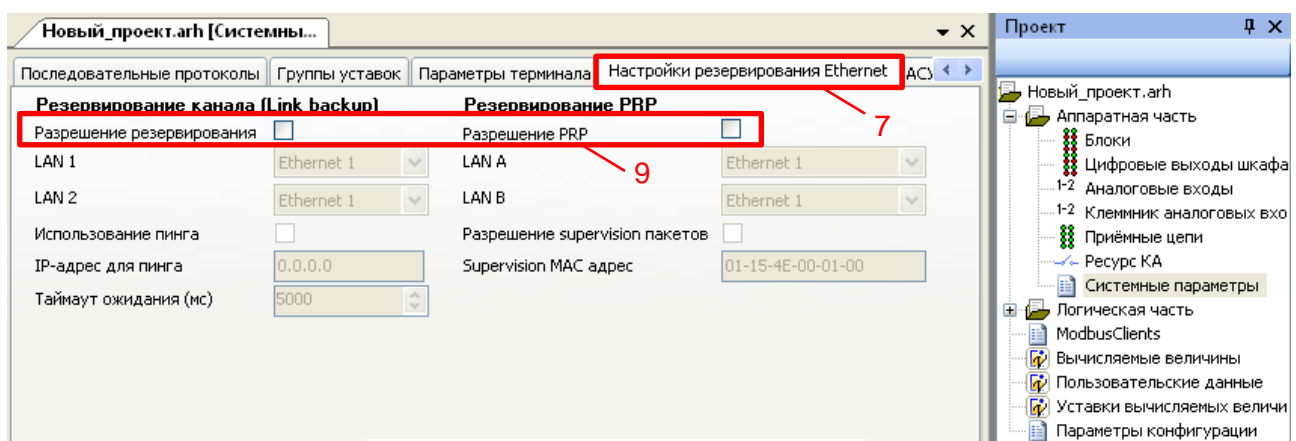 Новый_проект.arh [Системны...
Последовательные протоколы Группы уставок Параметры терминала Настройки резервирования Ethernet АСУ
Резервирование канала (Link backup) Резервирование PRP
7
Разрешение резервирования Разрешение PRP
9
LAN 1 Ethernet 1 LAN A Ethernet 1
LAN 2 Ethernet 1 LAN B Ethernet 1
Использование пинга Разрешение supervision пакетов
IP-адрес для пинга 0.0.0.0 Supervision MAC адрес 01-15-4E-00-01-00
Таймаут ожидания (мс) 5000
Проект
Новый_проект.arh
Аппаратная часть
Блоки
Цифровые выходы шкафа
1-2 Аналоговые входы
1-2 Клеммник аналоговых вхо
Приёмные цепи
Ресурс КА
Системные параметры
Логическая часть
ModbusClients
Вычисляемые величины
Пользовательские данные
Уставки вычисляемых величи
Параметры конфигурации